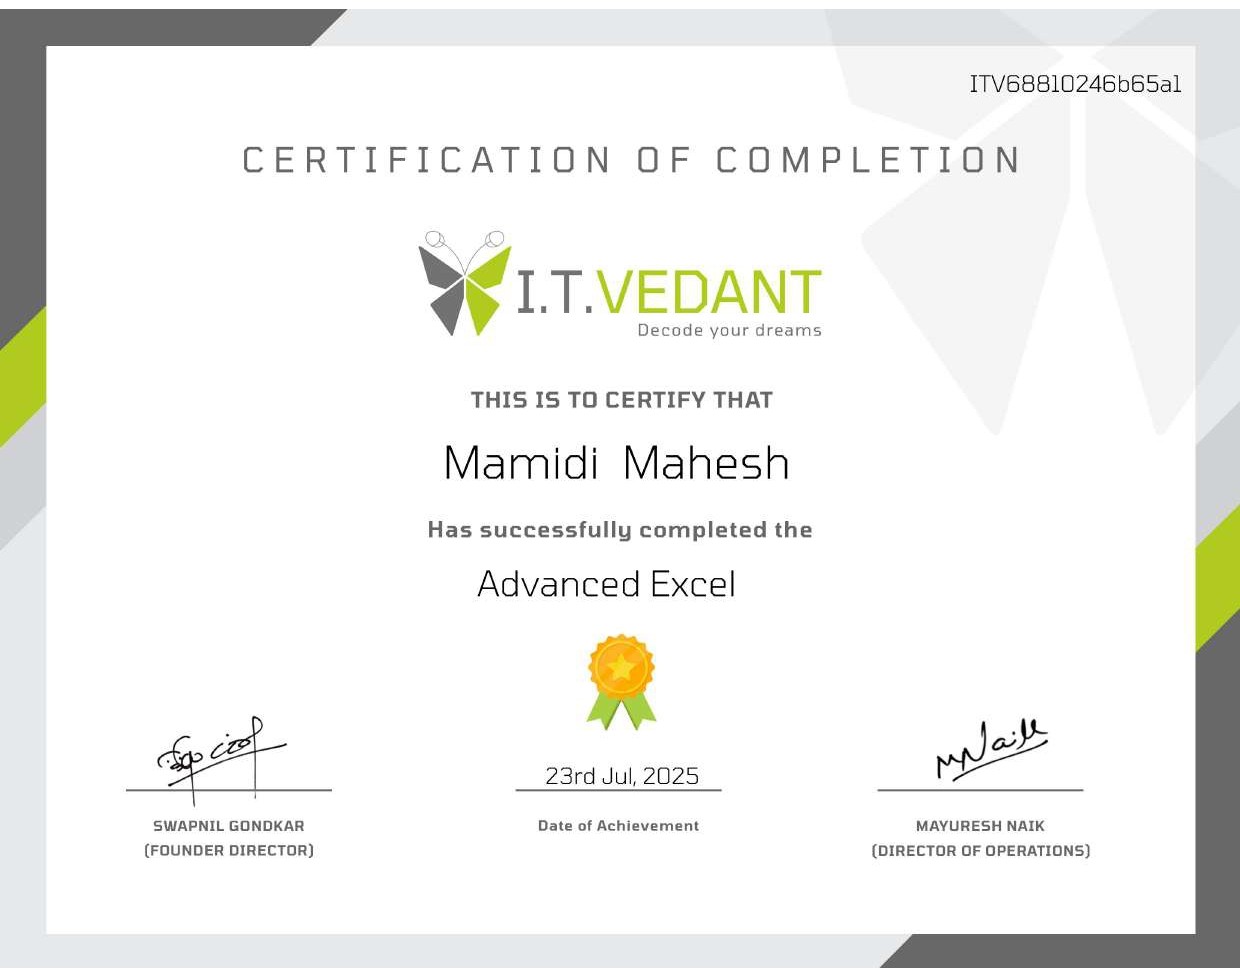 ITV68810246b65a1
CERTIFICATION OF COMPLETION
I.T.VEDANT
Decode your dreams
THIS IS TO CERTIFY THAT
Mamidi Mahesh
Has successfully completed the
Advanced Excel
23rd Jul, 2025
SWAPNIL GONDKAR
(FOUNDER DIRECTOR)
Date of Achievement
MAYURESH NAIK
(DIRECTOR OF OPERATIONS)